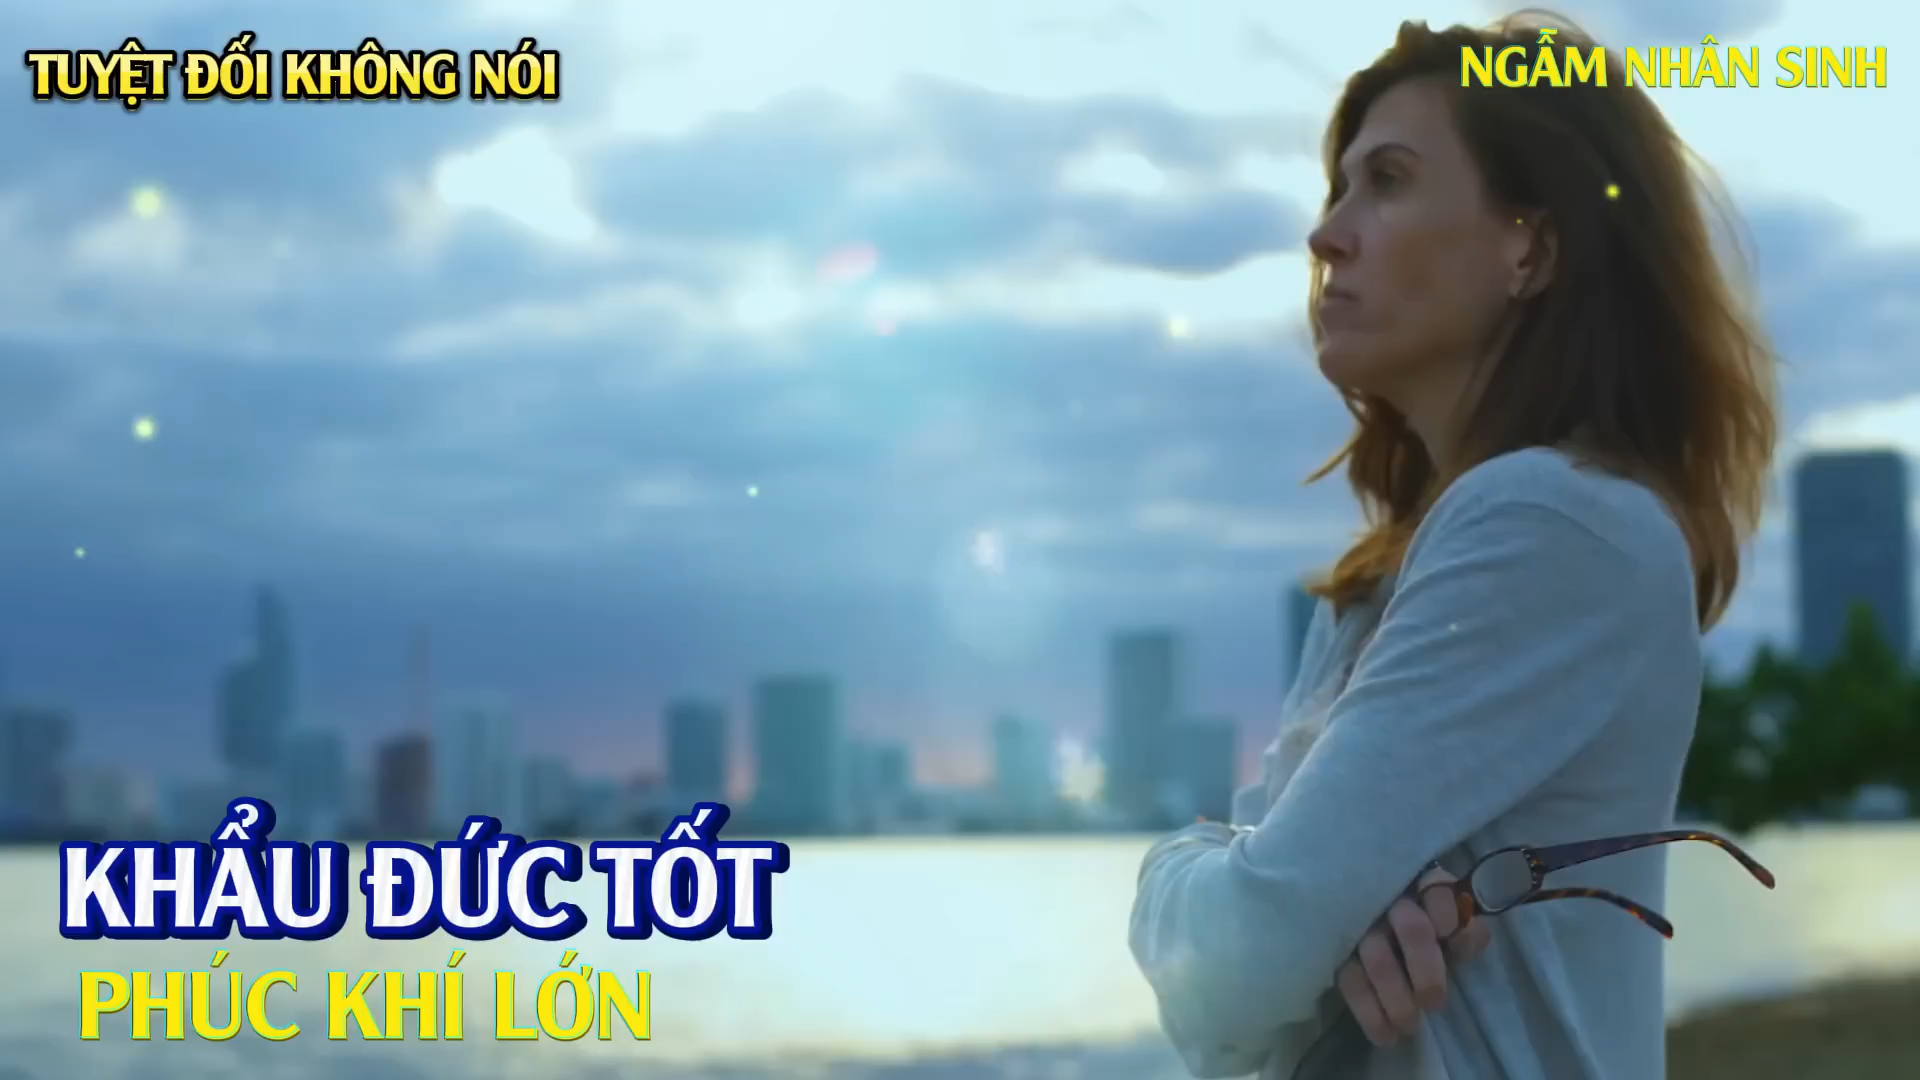 TUYỆT ĐỐI KHÔNG NÓI
NGẪM NHÂN SINH
KHẨU ĐỨC TỐT
PHÚC KHÍ LỚN